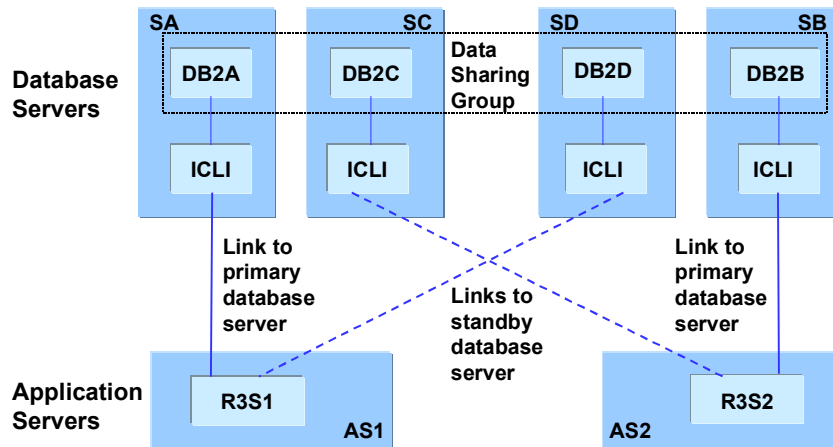 SA
SC
SD
SB
Database
Servers
DB2A
DB2C
Data
Sharing
Group
DB2D
DB2B
ICLI
ICLI
ICLI
ICLI
Link to
primary
database
server
Links to
standby
database
server
Link to
primary
database
server
Application
Servers
R3S1
AS1
R3S2
AS2